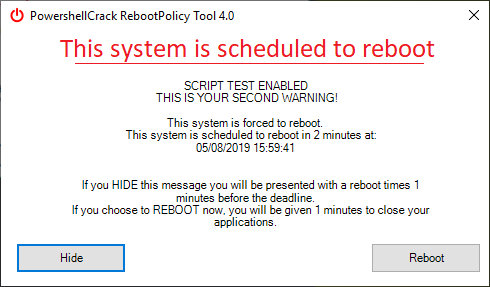 PowershellCrack RebootPolicy Tool 4.0
This system is scheduled to reboot
SCRIPT TEST ENABLED
THIS IS YOUR SECOND WARNING!
This system is forced to reboot.
This system is scheduled to reboot in 2 minutes at:
05/08/2019 15:59:41
If you HIDE this message you will be presented with a reboot times 1
minutes before the deadline.
If you choose to REBOOT now, you will be given 1 minutes to close your
applications.
Hide
Reboot